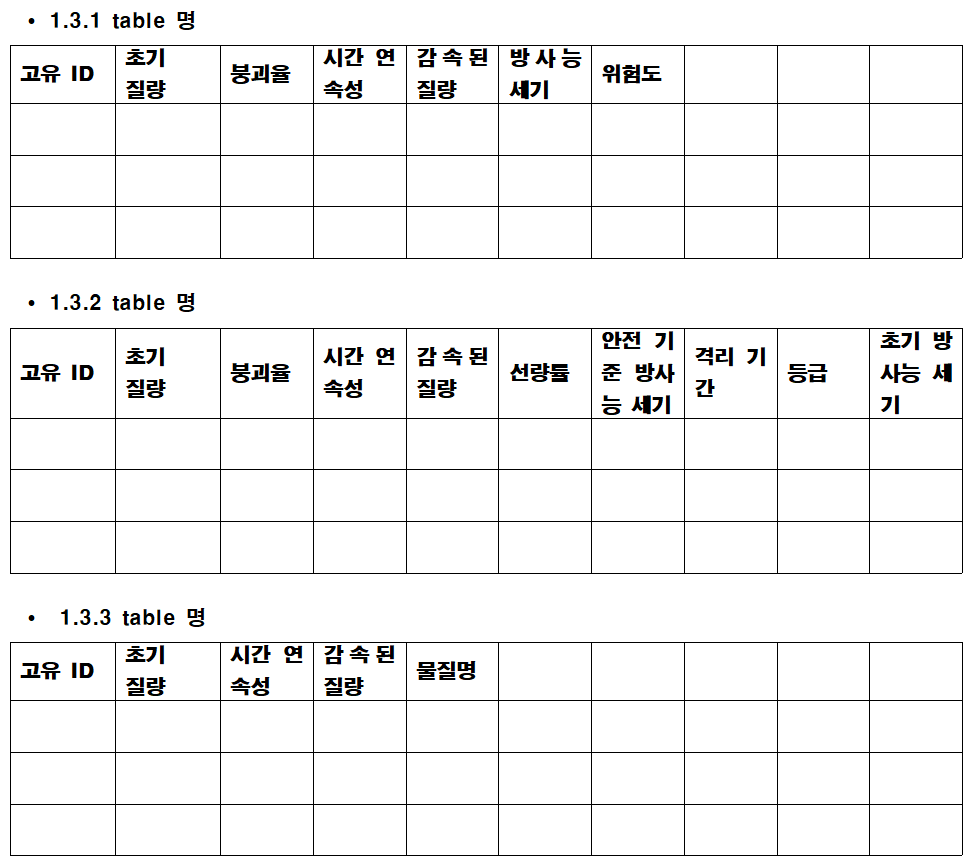 • 1.3.1 table 명
고유 ID 초기 질량 붕괴율 시간 연속성 감속된 질량 방사능 세기 위험도
• 1.3.2 table 명
고유 ID 초기 질량 붕괴율 시간 연속성 감속된 질량 선량률 안전 기준 방사능 세기 격리 기간 등급 초기 방사능 세기
• 1.3.3 table 명
고유 ID 초기 질량 시간 연속성 감속된 질량 물질명